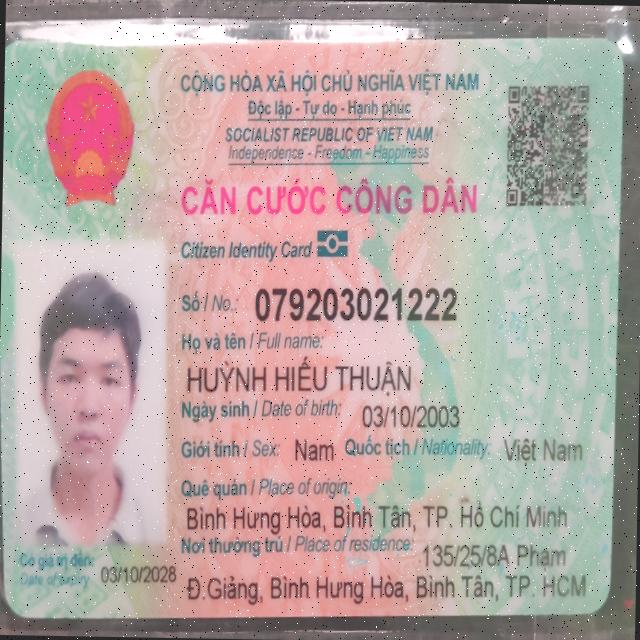 CỘNG HÒA XÃ HỘI CHỦ NGHĨA VIỆT NAM
Độc lập - Tự do - Hạnh phúc
SOCIALIST REPUBLIC OF VIET NAM
Independence - Freedom - Happiness
CĂN CƯỚC CÔNG DÂN
Citizen Identity Card
Số / No.: 079203021222
Họ và tên / Full name:
HUỲNH HIẾU THUẬN
Ngày sinh / Date of birth: 03/10/2003
Giới tính / Sex: Nam Quốc tịch / Nationality: Việt Nam
Quê quán / Place of origin:
Bình Hưng Hòa, Bình Tân, TP. Hồ Chí Minh
Nơi thường trú / Place of residence: 135/25/8A Phạm
Đ.Giảng, Bình Hưng Hòa, Bình Tân, TP. HCM
Có giá trị đến: 03/10/2028
Date of expiry